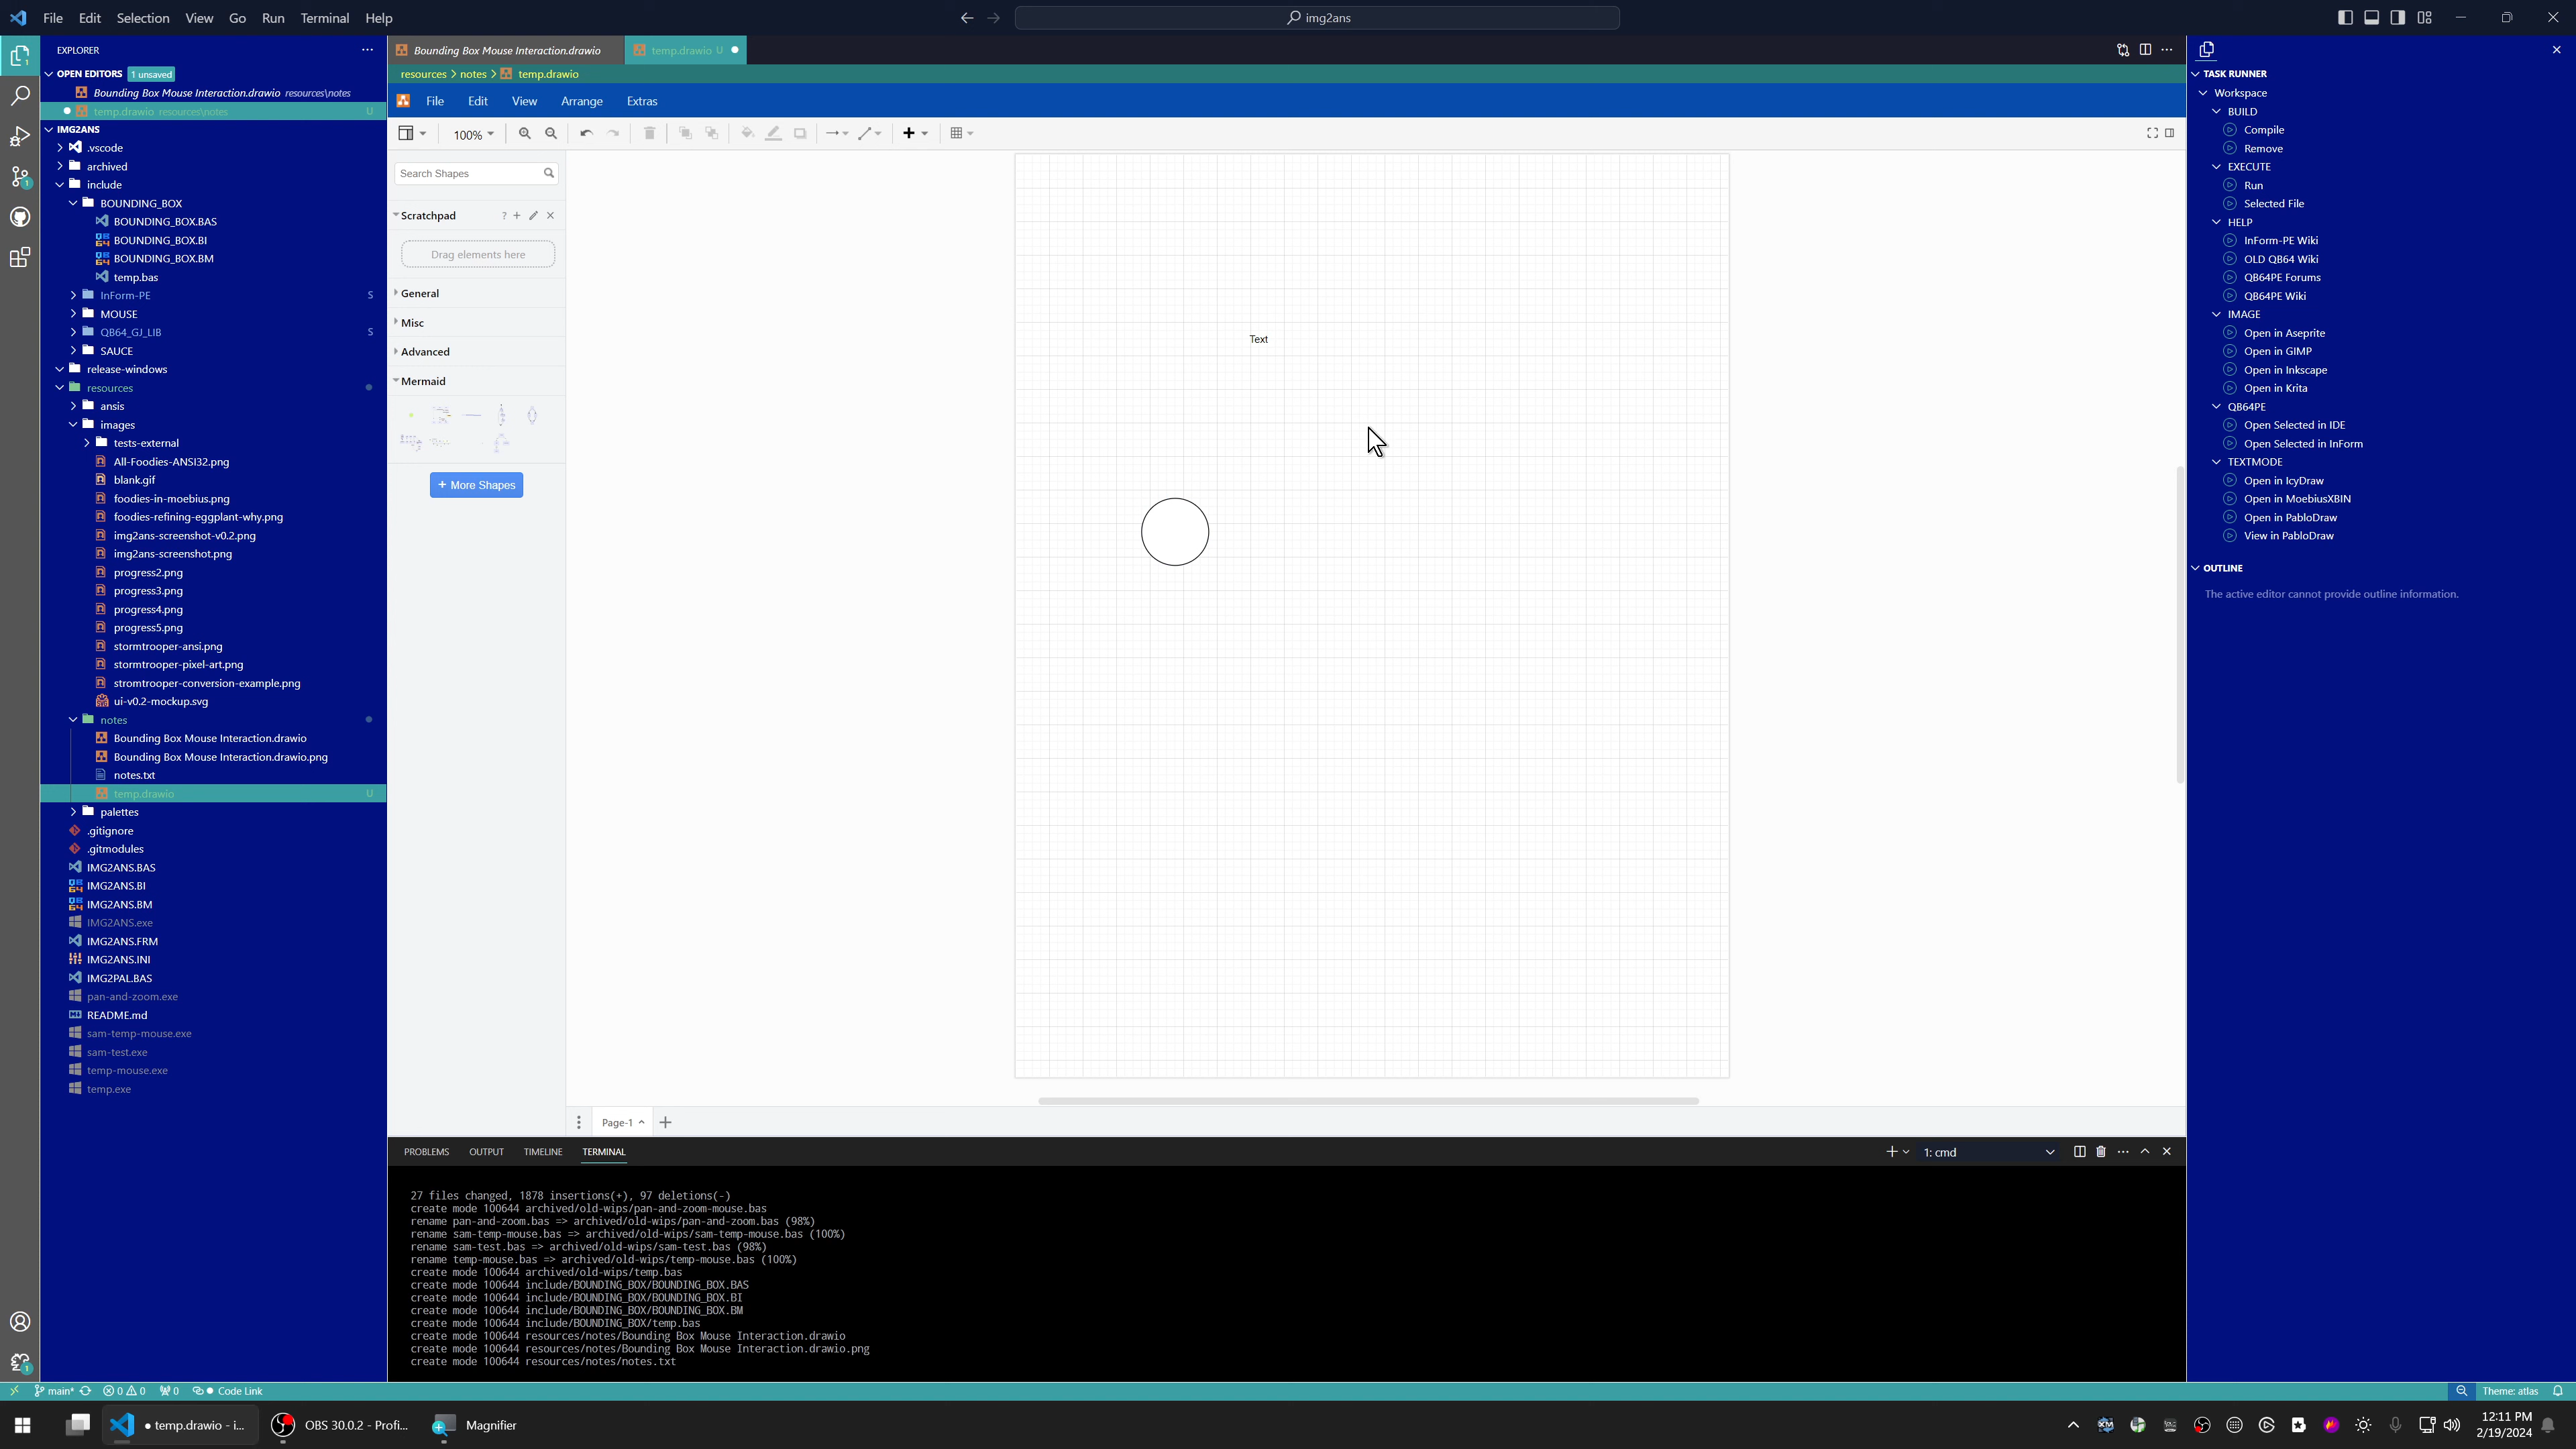 File Edit Selection View Go Run Terminal Help
img2ans
EXPLORER
OPEN EDITORS 1 unsaved
Bounding Box Mouse Interaction.drawio resources\notes
temp.drawio resources\notes U
IMG2ANS
.vscode
archived
include
BOUNDING_BOX
BOUNDING_BOX.BAS
BOUNDING_BOX.BI
BOUNDING_BOX.BM
temp.bas
InForm-PE S
MOUSE
QB64_GJ_LIB S
SAUCE
release-windows
resources
ansis
images
tests-external
All-Foodies-ANSI32.png
blank.gif
foodies-in-moebius.png
foodies-refining-eggplant-why.png
img2ans-screenshot-v0.2.png
img2ans-screenshot.png
progress2.png
progress3.png
progress4.png
progress5.png
stormtrooper-ansi.png
stormtrooper-pixel-art.png
stromtrooper-conversion-example.png
ui-v0.2-mockup.svg
notes
Bounding Box Mouse Interaction.drawio
Bounding Box Mouse Interaction.drawio.png
notes.txt
temp.drawio U
palettes
.gitignore
.gitmodules
IMG2ANS.BAS
IMG2ANS.BI
IMG2ANS.BM
IMG2ANS.exe
IMG2ANS.FRM
IMG2ANS.INI
IMG2PAL.BAS
pan-and-zoom.exe
README.md
sam-temp-mouse.exe
sam-test.exe
temp-mouse.exe
temp.exe
Bounding Box Mouse Interaction.drawio
temp.drawio U
resources > notes > temp.drawio
File Edit View Arrange Extras
100%
Search Shapes
Scratchpad ?
Drag elements here
General
Misc
Advanced
Mermaid
+ More Shapes
Text
Page-1
PROBLEMS OUTPUT TIMELINE TERMINAL
1: cmd
27 files changed, 1878 insertions(+), 97 deletions(-)
create mode 100644 archived/old-wips/pan-and-zoom-mouse.bas
rename pan-and-zoom.bas => archived/old-wips/pan-and-zoom.bas (98%)
rename sam-temp-mouse.bas => archived/old-wips/sam-temp-mouse.bas (100%)
rename sam-test.bas => archived/old-wips/sam-test.bas (98%)
rename temp-mouse.bas => archived/old-wips/temp-mouse.bas (100%)
create mode 100644 archived/old-wips/temp.bas
create mode 100644 include/BOUNDING_BOX/BOUNDING_BOX.BAS
create mode 100644 include/BOUNDING_BOX/BOUNDING_BOX.BI
create mode 100644 include/BOUNDING_BOX/BOUNDING_BOX.BM
create mode 100644 include/BOUNDING_BOX/temp.bas
create mode 100644 resources/notes/Bounding Box Mouse Interaction.drawio
create mode 100644 resources/notes/Bounding Box Mouse Interaction.drawio.png
create mode 100644 resources/notes/notes.txt
TASK RUNNER
Workspace
BUILD
Compile
Remove
EXECUTE
Run
Selected File
HELP
InForm-PE Wiki
OLD QB64 Wiki
QB64PE Forums
QB64PE Wiki
IMAGE
Open in Aseprite
Open in GIMP
Open in Inkscape
Open in Krita
QB64PE
Open Selected in IDE
Open Selected in InForm
TEXTMODE
Open in IcyDraw
Open in MoebiusXBIN
Open in PabloDraw
View in PabloDraw
OUTLINE
The active editor cannot provide outline information.
main* 0 0 0 Code Link
Theme: atlas
temp.drawio - i...
OBS 30.0.2 - Profi...
Magnifier
12:11 PM
2/19/2024